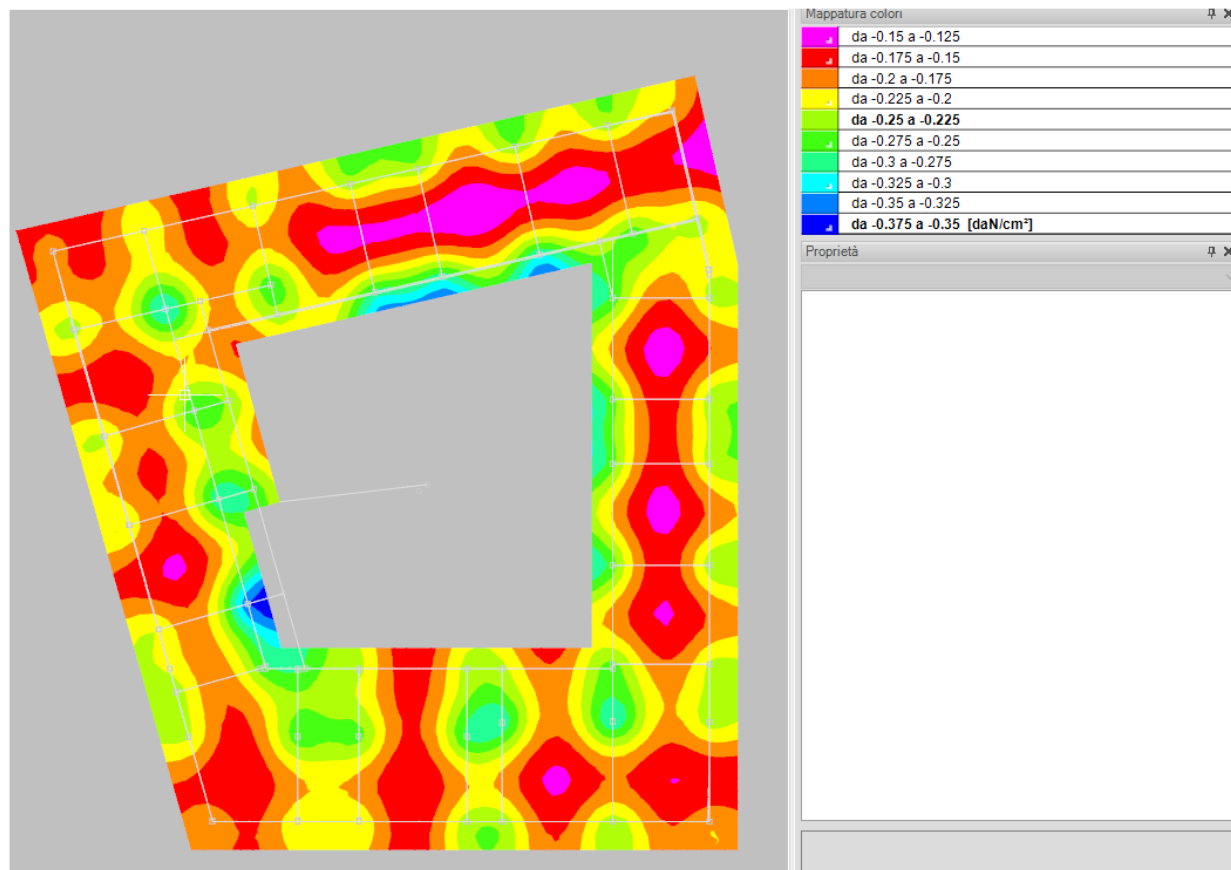 Mappatura colori
da -0.15 a -0.125
da -0.175 a -0.15
da -0.2 a -0.175
da -0.225 a -0.2
da -0.25 a -0.225
da -0.275 a -0.25
da -0.3 a -0.275
da -0.325 a -0.3
da -0.35 a -0.325
da -0.375 a -0.35 [daN/cm²]
Proprietà